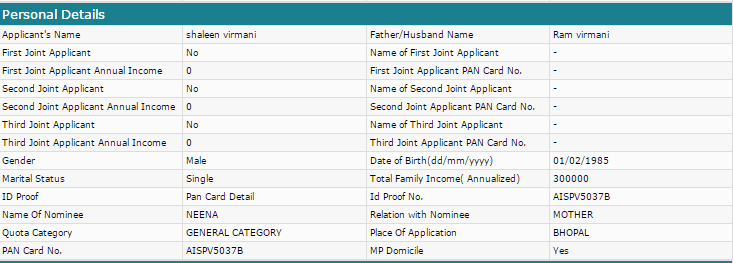 Personal Details
Applicant's Name shaleen virmani Father/Husband Name Ram virmani
First Joint Applicant No Name of First Joint Applicant -
First Joint Applicant Annual Income 0 First Joint Applicant PAN Card No. -
Second Joint Applicant No Name of Second Joint Applicant -
Second Joint Applicant Annual Income 0 Second Joint Applicant PAN Card No. -
Third Joint Applicant No Name of Third Joint Applicant -
Third Joint Applicant Annual Income 0 Third Joint Applicant PAN Card No. -
Gender Male Date of Birth(dd/mm/yyyy) 01/02/1985
Marital Status Single Total Family Income( Annualized) 300000
ID Proof Pan Card Detail Id Proof No. AISPV5037B
Name Of Nominee NEENA Relation with Nominee MOTHER
Quota Category GENERAL CATEGORY Place Of Application BHOPAL
PAN Card No. AISPV5037B MP Domicile Yes